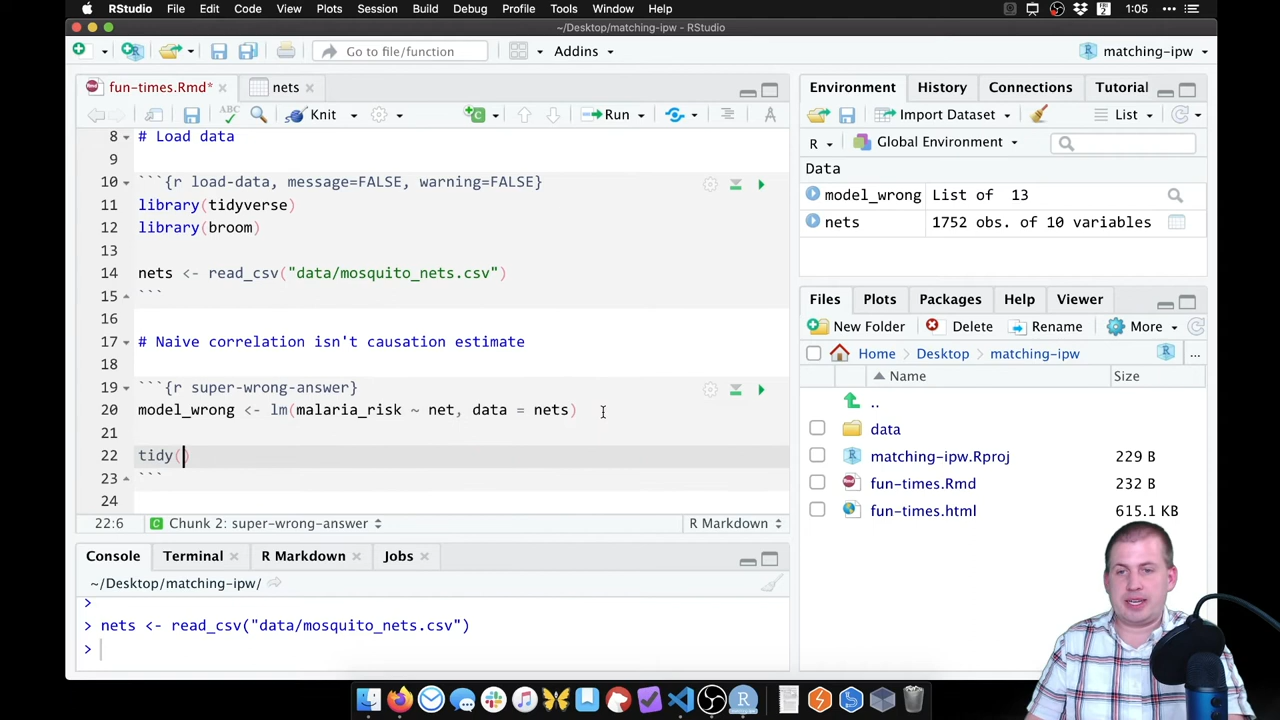 RStudio File Edit Code View Plots Session Build Debug Profile Tools Window Help FRI 2 1:05
~/Desktop/matching-ipw - RStudio
Go to file/function Addins matching-ipw
fun-times.Rmd* nets
ABC Knit Run
8 # Load data
9
10 ```{r load-data, message=FALSE, warning=FALSE}
11 library(tidyverse)
12 library(broom)
13
14 nets <- read_csv("data/mosquito_nets.csv")
15 ```
16
17 # Naive correlation isn't causation estimate
18
19 ```{r super-wrong-answer}
20 model_wrong <- lm(malaria_risk ~ net, data = nets)
21
22 tidy()
23 ```
24
22:6 C Chunk 2: super-wrong-answer R Markdown
Console Terminal R Markdown Jobs
~/Desktop/matching-ipw/
>
> nets <- read_csv("data/mosquito_nets.csv")
>
Environment History Connections Tutorial
Import Dataset List
R Global Environment
Data
model_wrong List of 13
nets 1752 obs. of 10 variables
Files Plots Packages Help Viewer
New Folder Delete Rename More
Home Desktop matching-ipw ...
Name Size
..
data
matching-ipw.Rproj 229 B
fun-times.Rmd 232 B
fun-times.html 615.1 KB